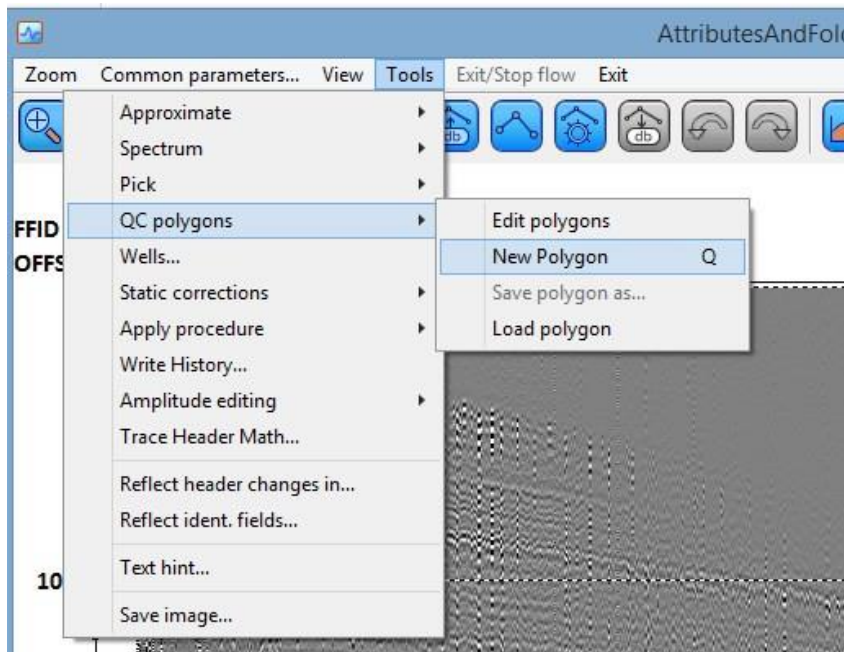 AttributesAndFol
Zoom Common parameters... View Tools Exit/Stop flow Exit
db
db
Approximate
Spectrum
Pick
QC polygons
Edit polygons
FFID
New Polygon Q
Wells...
OFFS
Save polygon as...
Static corrections
Load polygon
Apply procedure
Write History...
Amplitude editing
Trace Header Math...
Reflect header changes in...
Reflect ident. fields...
Text hint...
10
Save image...